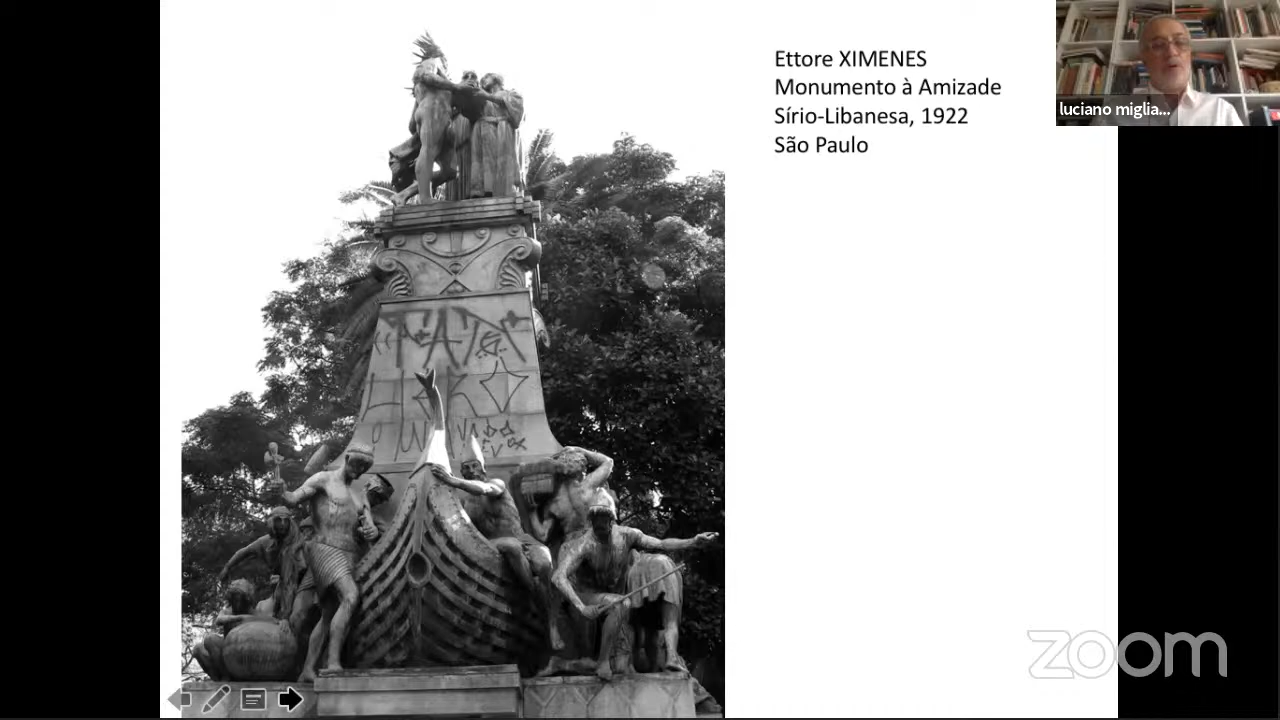 Ettore XIMENES
Monumento à Amizade
Sírio-Libanesa, 1922
São Paulo
luciano miglia...
zoom